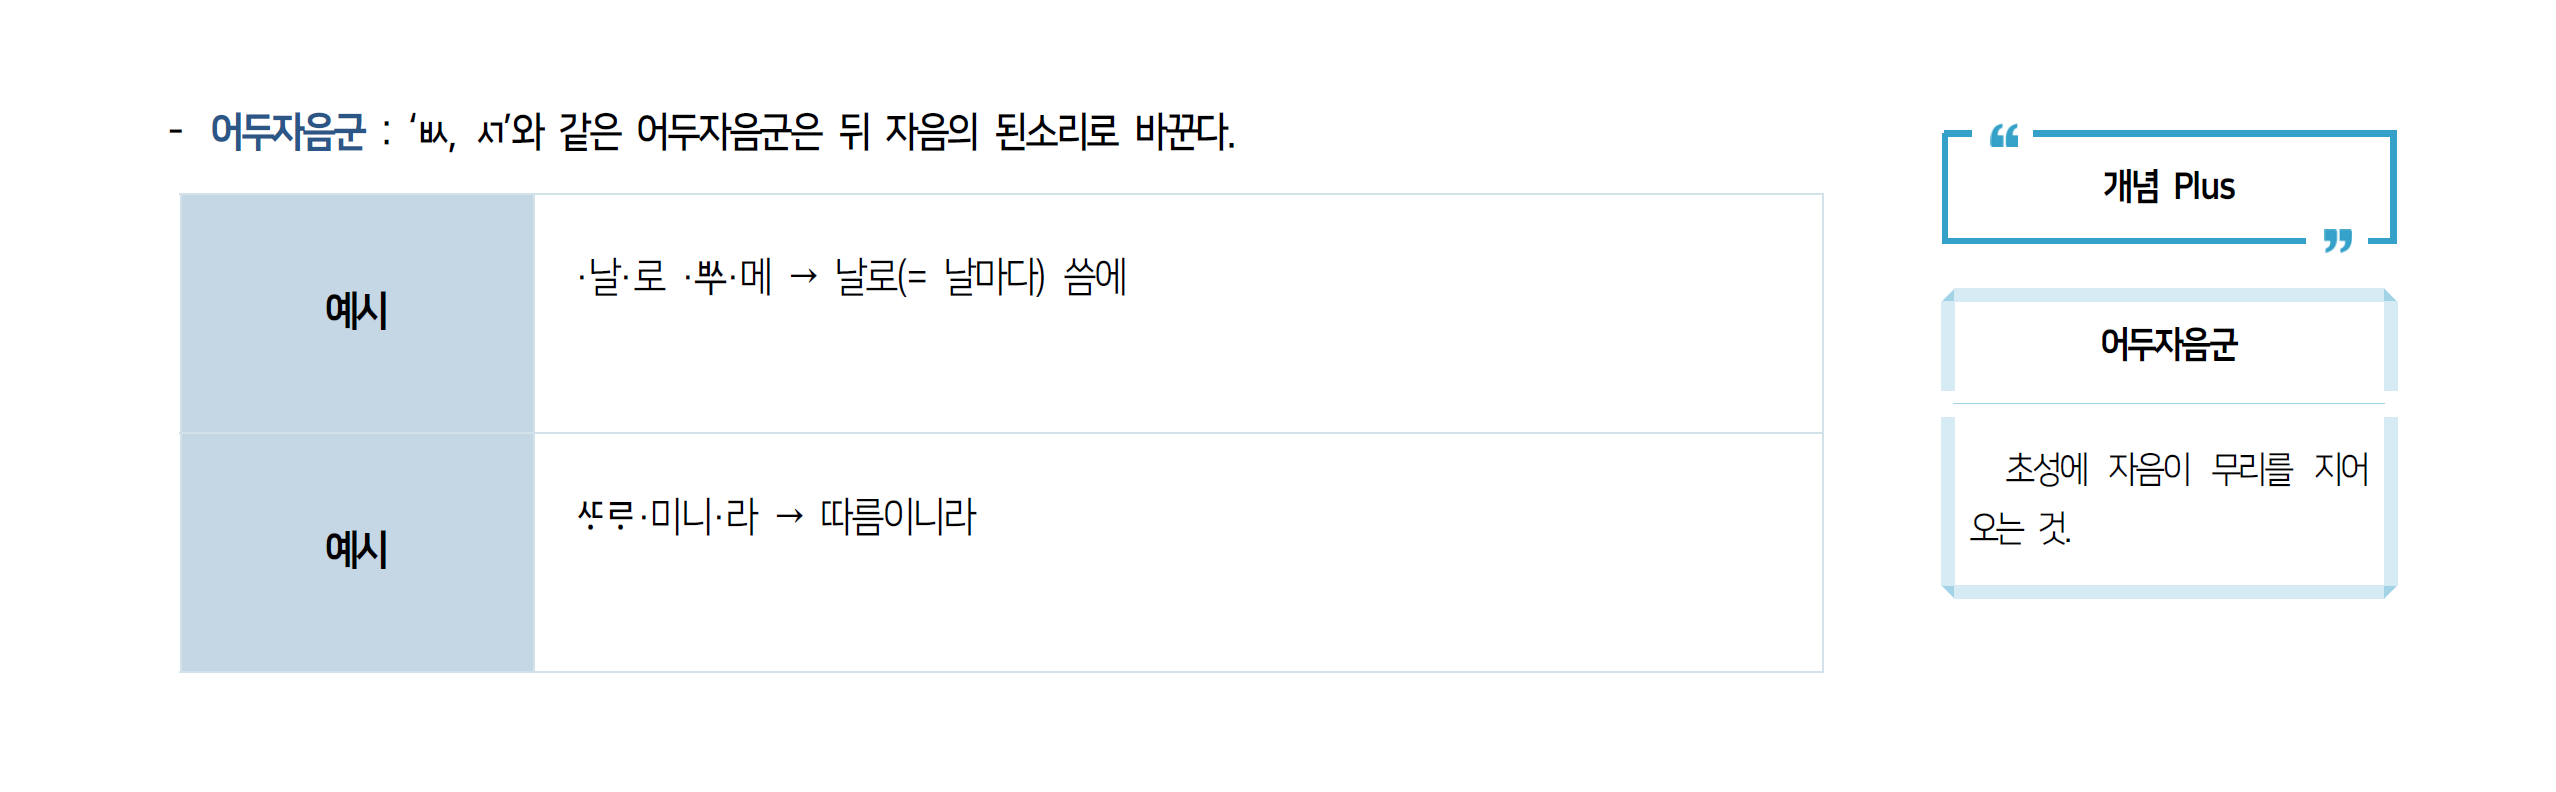 - 어두자음군 : ‘ㅄ, ㅼ’와 같은 어두자음군은 뒤 자음의 된소리로 바꾼다.
예시
·날·로 ·ᄡᅮ·메 → 날로(= 날마다) 씀에
예시
ᄯᆞᄅᆞ·미니·라 → 따름이니라
“
개념 Plus
”
어두자음군
초성에 자음이 무리를 지어
오는 것.